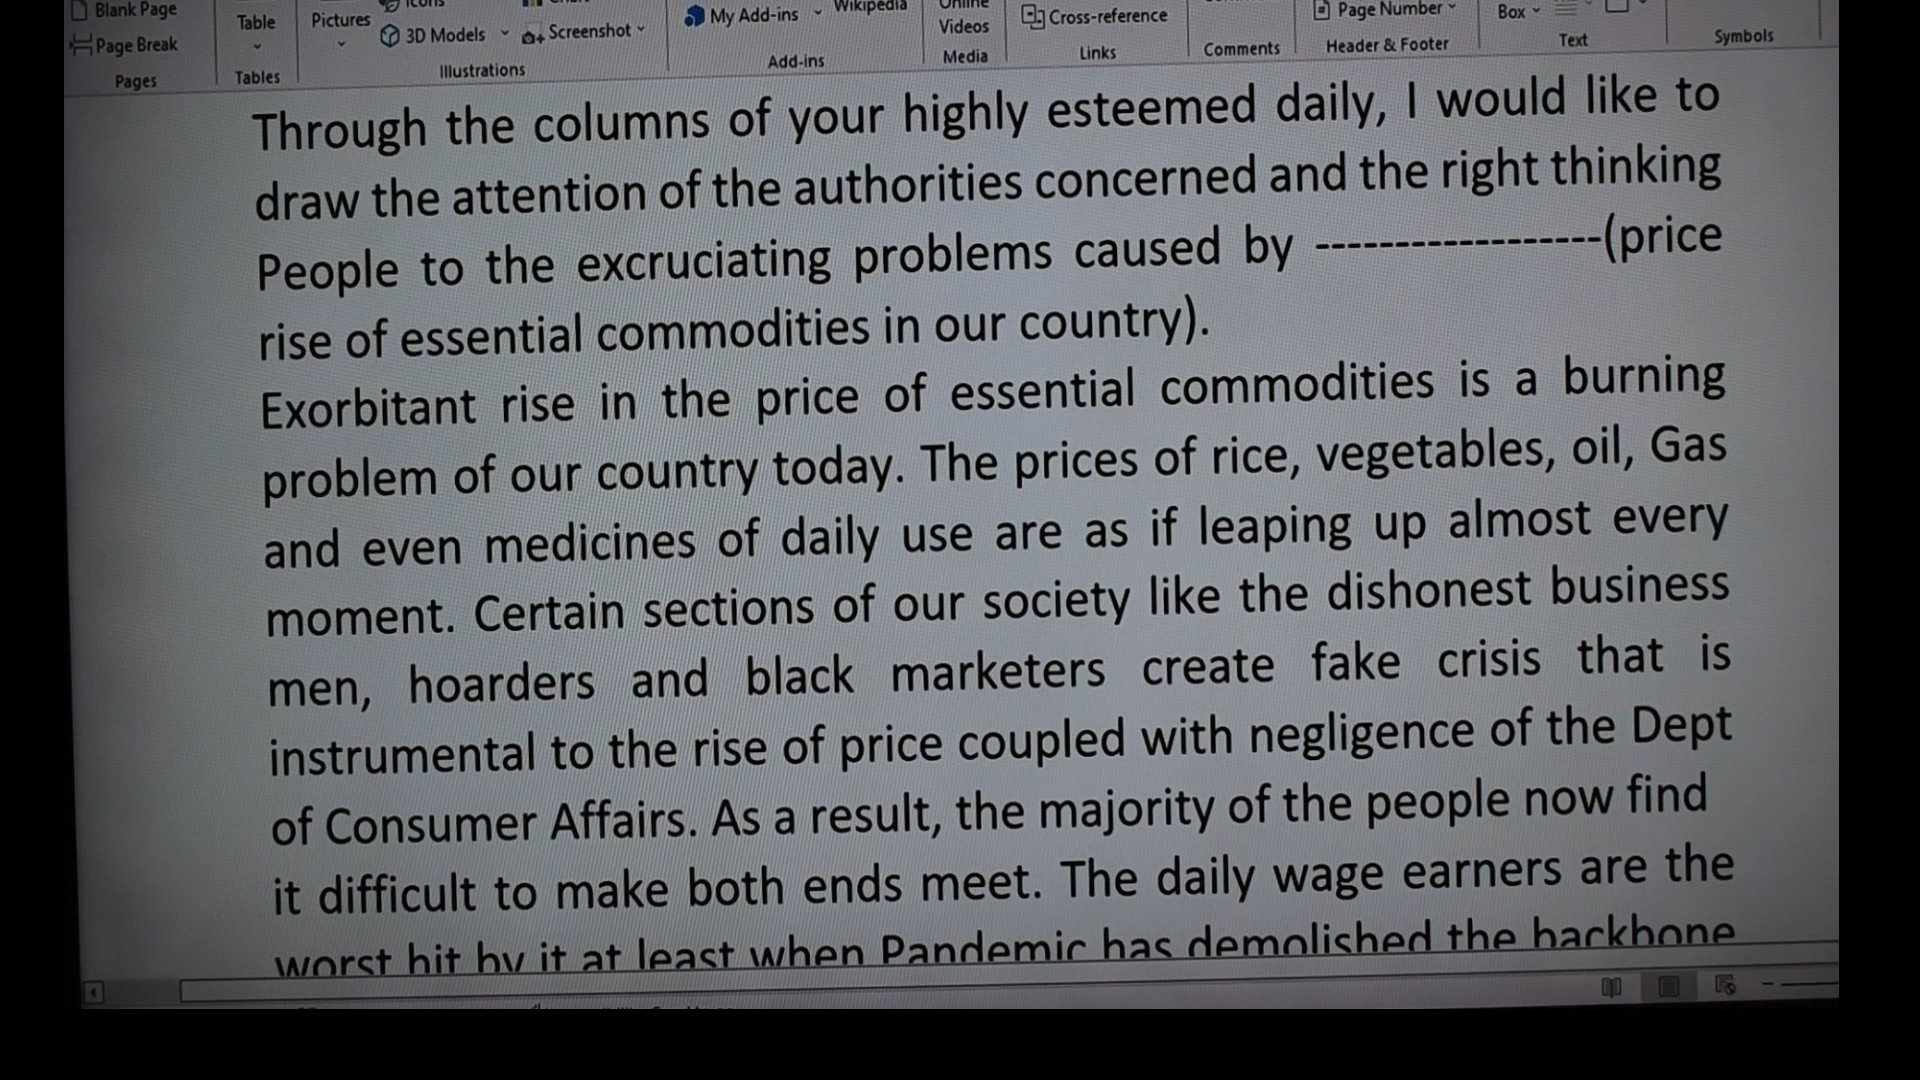 Blank Page
Page Break
Pages
Table
Tables
Pictures
3D Models
Screenshot
Illustrations
My Add-ins
Wikipedia
Add-ins
Online
Videos
Media
Cross-reference
Links
Comments
Page Number
Header & Footer
Box
Text
Symbols
Through the columns of your highly esteemed daily, I would like to
draw the attention of the authorities concerned and the right thinking
People to the excruciating problems caused by ------------------(price
rise of essential commodities in our country).
Exorbitant rise in the price of essential commodities is a burning
problem of our country today. The prices of rice, vegetables, oil, Gas
and even medicines of daily use are as if leaping up almost every
moment. Certain sections of our society like the dishonest business
men, hoarders and black marketers create fake crisis that is
instrumental to the rise of price coupled with negligence of the Dept
of Consumer Affairs. As a result, the majority of the people now find
it difficult to make both ends meet. The daily wage earners are the
worst hit by it at least when Pandemic has demolished the backbone